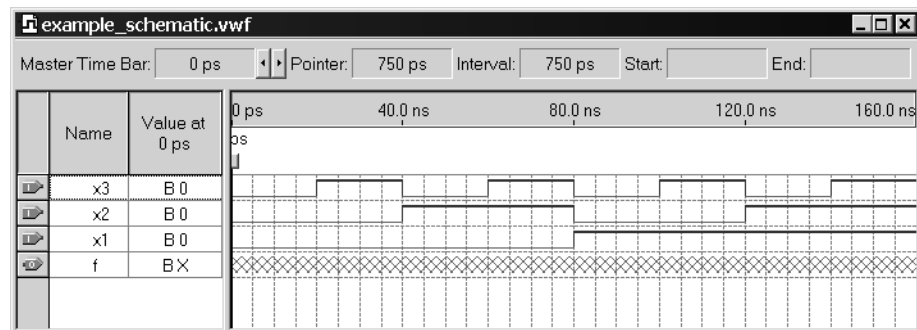 example_schematic.vwf
Master Time Bar: 0 ps Pointer: 750 ps Interval: 750 ps Start: End:
Name Value at 0 ps 0 ps 40.0 ns 80.0 ns 120.0 ns 160.0 ns
ps
x3 B 0
x2 B 0
x1 B 0
f B X